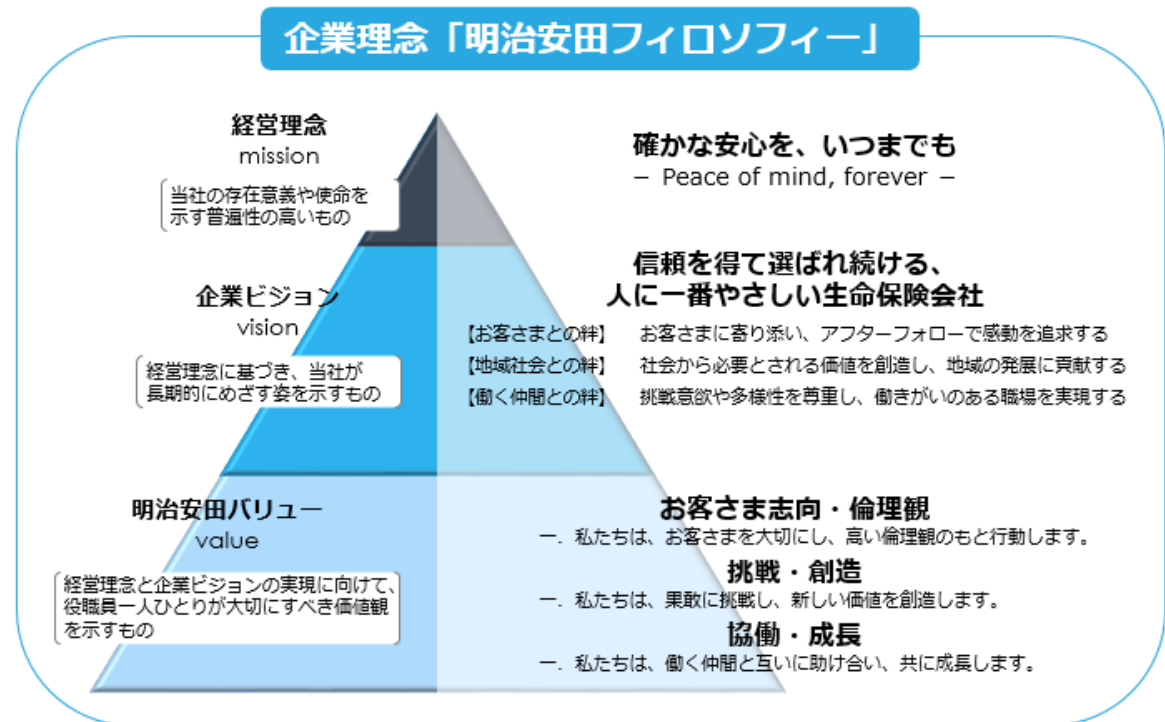 企業理念「明治安田フィロソフィー」
経営理念
mission
当社の存在意義や使命を
示す普遍性の高いもの
確かな安心を、いつまでも
− Peace of mind, forever −
企業ビジョン
vision
経営理念に基づき、当社が
長期的にめざす姿を示すもの
信頼を得て選ばれ続ける、
人に一番やさしい生命保険会社
【お客さまとの絆】 お客さまに寄り添い、アフターフォローで感動を追求する
【地域社会との絆】 社会から必要とされる価値を創造し、地域の発展に貢献する
【働く仲間との絆】 挑戦意欲や多様性を尊重し、働きがいのある職場を実現する
明治安田バリュー
value
経営理念と企業ビジョンの実現に向けて、
役職員一人ひとりが大切にすべき価値観
を示すもの
お客さま志向・倫理観
一．私たちは、お客さまを大切にし、高い倫理観のもと行動します。
挑戦・創造
一．私たちは、果敢に挑戦し、新しい価値を創造します。
協働・成長
一．私たちは、働く仲間と互いに助け合い、共に成長します。